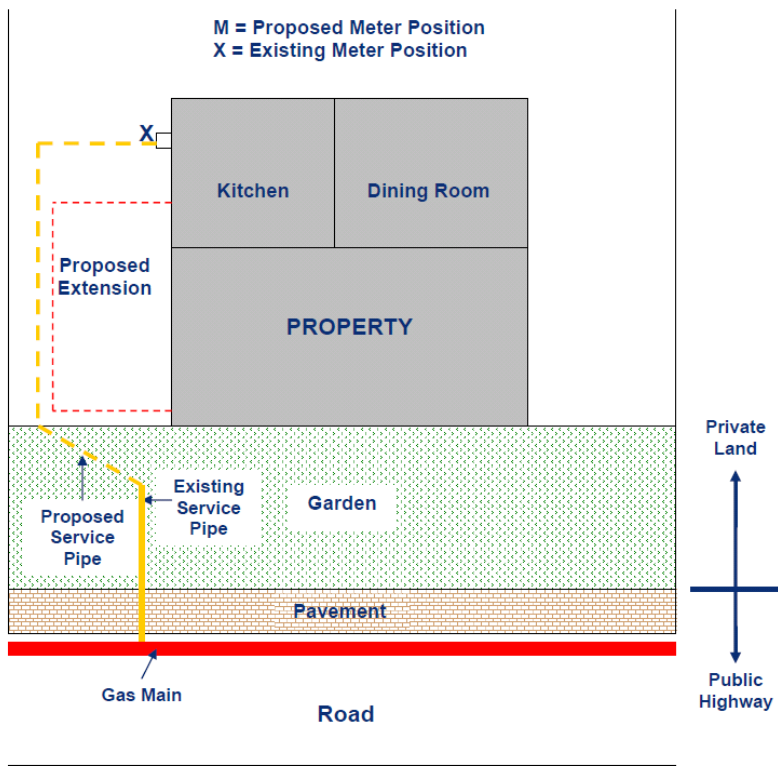 M = Proposed Meter Position
X = Existing Meter Position
X
Kitchen
Dining Room
Proposed
Extension
PROPERTY
Private
Land
Existing
Service
Pipe
Garden
Proposed
Service
Pipe
Pavement
Gas Main
Public
Highway
Road